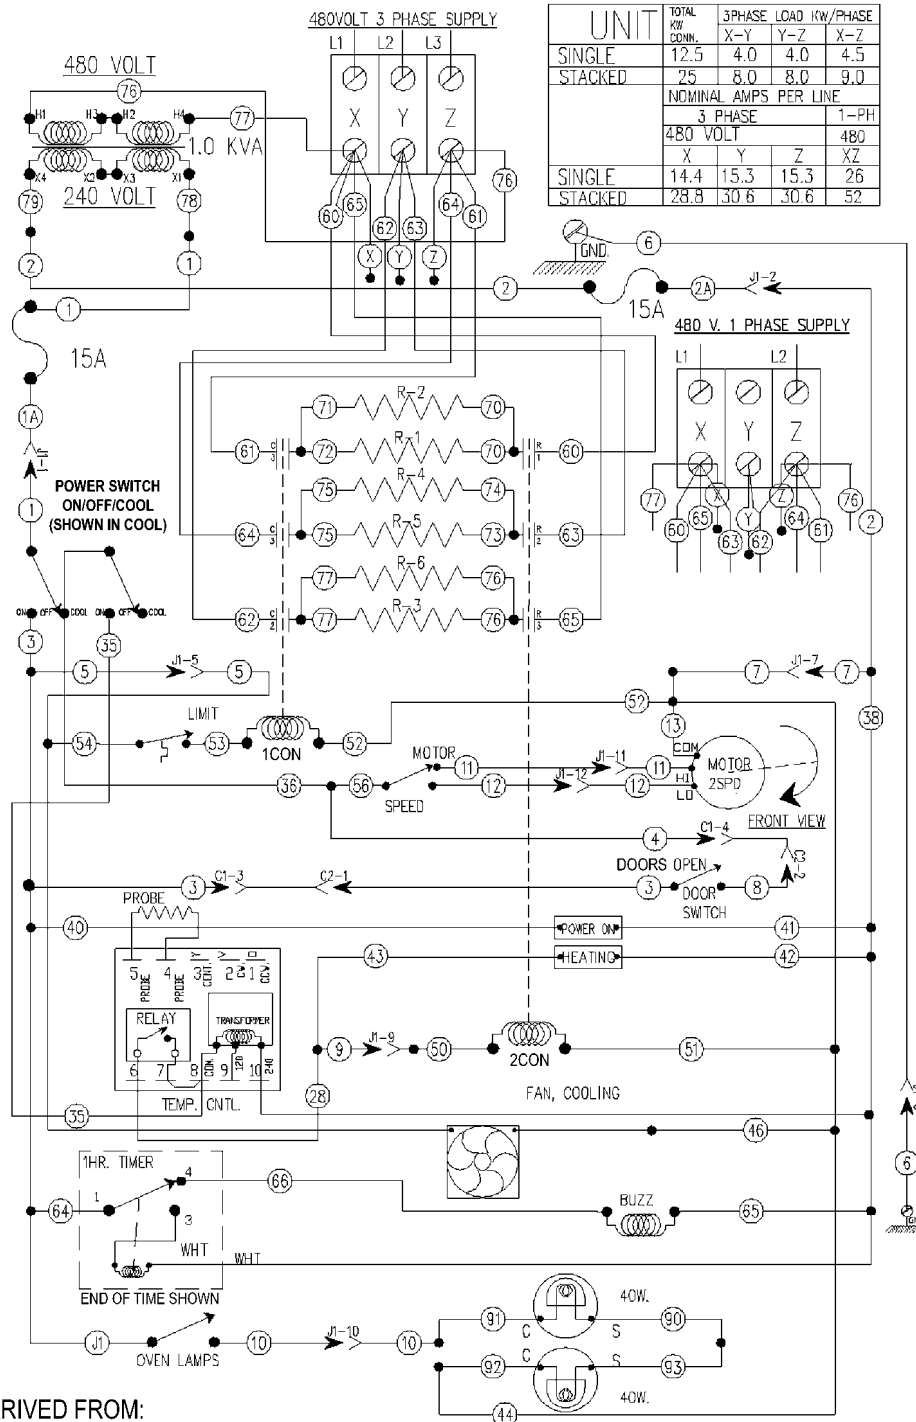 480VOLT 3 PHASE SUPPLY
L1 L2 L3
X Y Z
60 65 62 63 64 61 76
X Y Z
480 VOLT
76
77
H1 H3 H2 H4
1.0 KVA
X4 X2 X3 X1
240 VOLT
79 78
2 1
1
15A
1A
J1-1
1
UNIT TOTAL KW CONN. 3PHASE LOAD KW/PHASE
X-Y Y-Z X-Z
SINGLE 12.5 4.0 4.0 4.5
STACKED 25 8.0 8.0 9.0
NOMINAL AMPS PER LINE
3 PHASE 1-PH
480 VOLT 480
X Y Z XZ
SINGLE 14.4 15.3 15.3 26
STACKED 28.8 30.6 30.6 52
GND.
6
2 15A 2A J1-2
480 V. 1 PHASE SUPPLY
L1 L2
X Y Z
77 60 65 X 63 Y 62 Z 64 61 76
2
71 R-2 70
61 C 3 72 R-1 70 R 1 60
75 R-4 74
64 C 3 75 R-5 73 R 2 63
77 R-6 76
62 C 2 77 R-3 76 R 3 65
POWER SWITCH
ON/OFF/COOL
(SHOWN IN COOL)
ON OFF COOL ON OFF COOL
3 35
5 J1-5 5
7 J1-7 7
52
13
38
54 LIMIT 53 1CON 52
36 56 MOTOR SPEED
11 J1-11 11
12 J1-12 12
COM
HI
LO
MOTOR
2SPD
FRONT VIEW
4 C1-4
C2-2
3 C1-3 C2-1 3
DOORS OPEN
DOOR
SWITCH
8
PROBE
40 POWER ON 41
43 HEATING 42
5 4 3 2 1
PROBE PROBE CONT. CW. CCW.
Y V O
RELAY TRANSFORMER
6 7 8 9 10
COM. 120 240
TEMP. CNTL.
9 J1-9 50 2CON 51
28
35
FAN, COOLING
46
6
1HR. TIMER
64 1 4 66 BUZZ 65
3
WHT WHT
END OF TIME SHOWN
J1 OVEN LAMPS 10 J1-10 10
91 C S 90
40W.
92 C S 93
40W.
44
RIVED FROM: